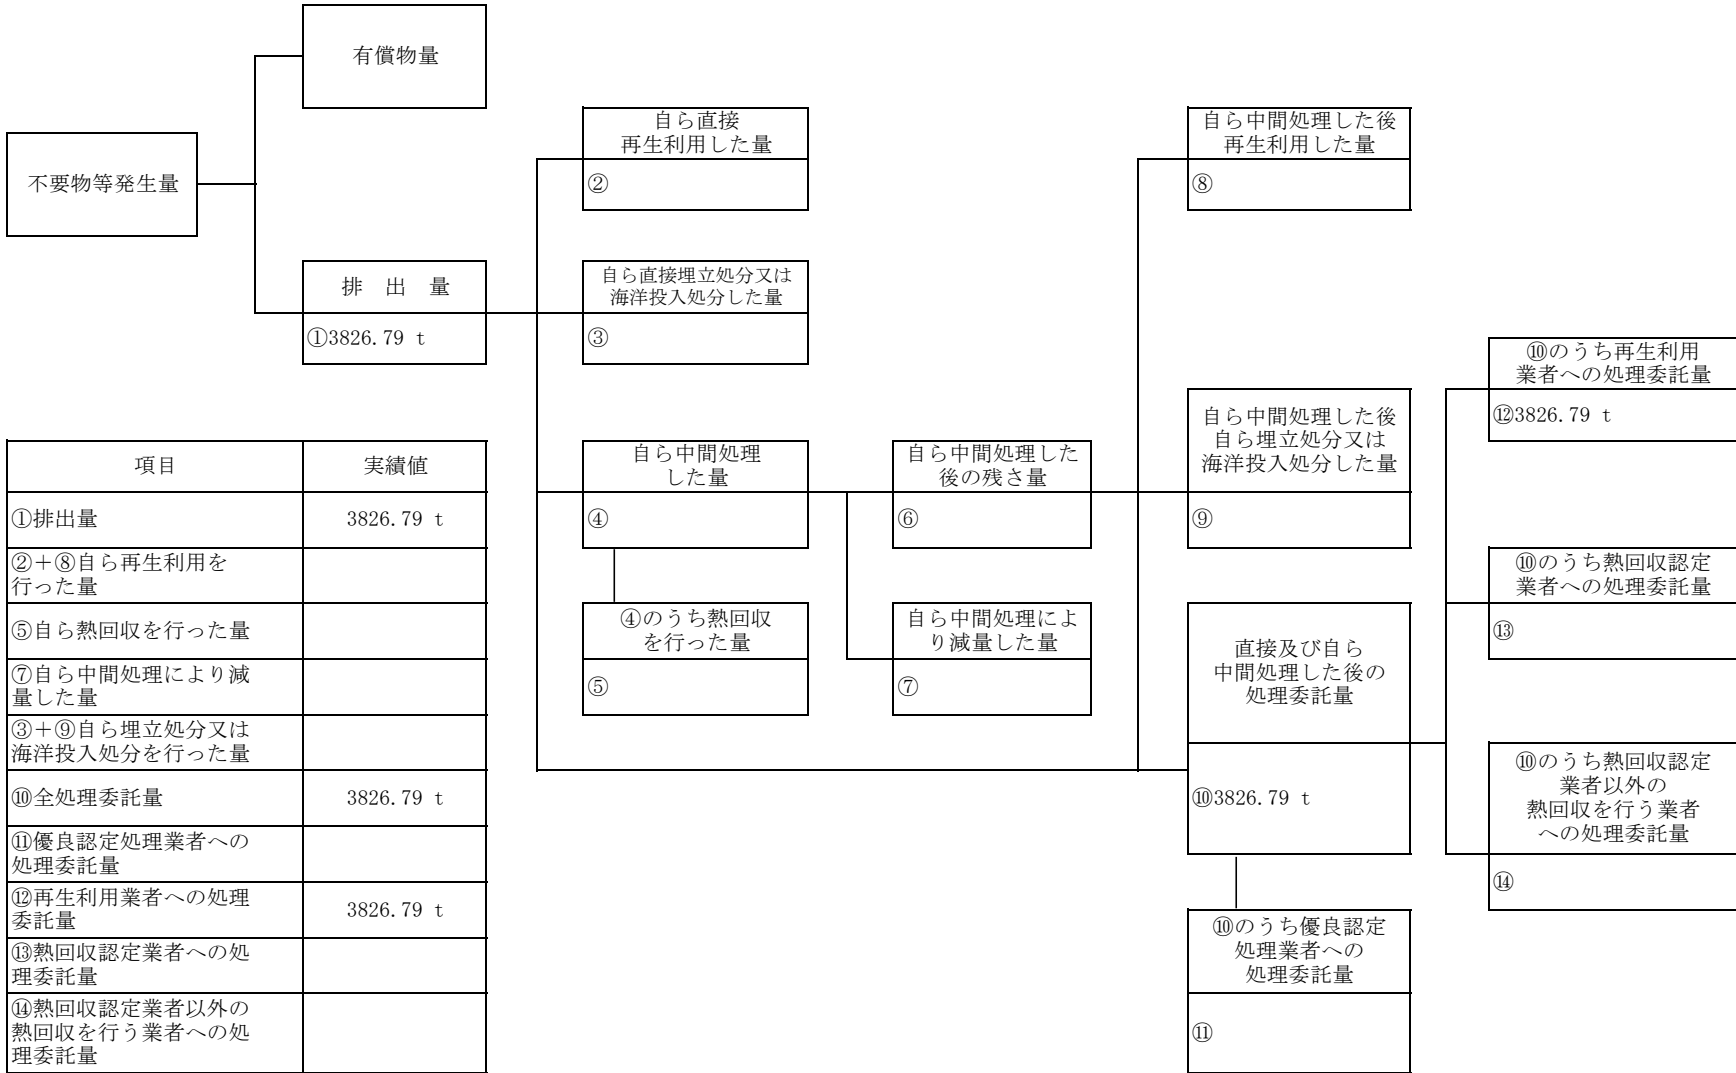 有償物量
不要物等発生量
排　出　量
①3826.79 t
自ら直接
再生利用した量
②
自ら直接埋立処分又は
海洋投入処分した量
③
自ら中間処理
した量
④
④のうち熱回収
を行った量
⑤
自ら中間処理した
後の残さ量
⑥
自ら中間処理によ
り減量した量
⑦
自ら中間処理した後
再生利用した量
⑧
自ら中間処理した後
自ら埋立処分又は
海洋投入処分した量
⑨
直接及び自ら
中間処理した後の
処理委託量
⑩3826.79 t
⑩のうち優良認定
処理業者への
処理委託量
⑪
⑩のうち再生利用
業者への処理委託量
⑫3826.79 t
⑩のうち熱回収認定
業者への処理委託量
⑬
⑩のうち熱回収認定
業者以外の
熱回収を行う業者
への処理委託量
⑭
項目 実績値
①排出量 3826.79 t
②＋⑧自ら再生利用を
行った量
⑤自ら熱回収を行った量
⑦自ら中間処理により減
量した量
③＋⑨自ら埋立処分又は
海洋投入処分を行った量
⑩全処理委託量 3826.79 t
⑪優良認定処理業者への
処理委託量
⑫再生利用業者への処理
委託量 3826.79 t
⑬熱回収認定業者への処
理委託量
⑭熱回収認定業者以外の
熱回収を行う業者への処
理委託量